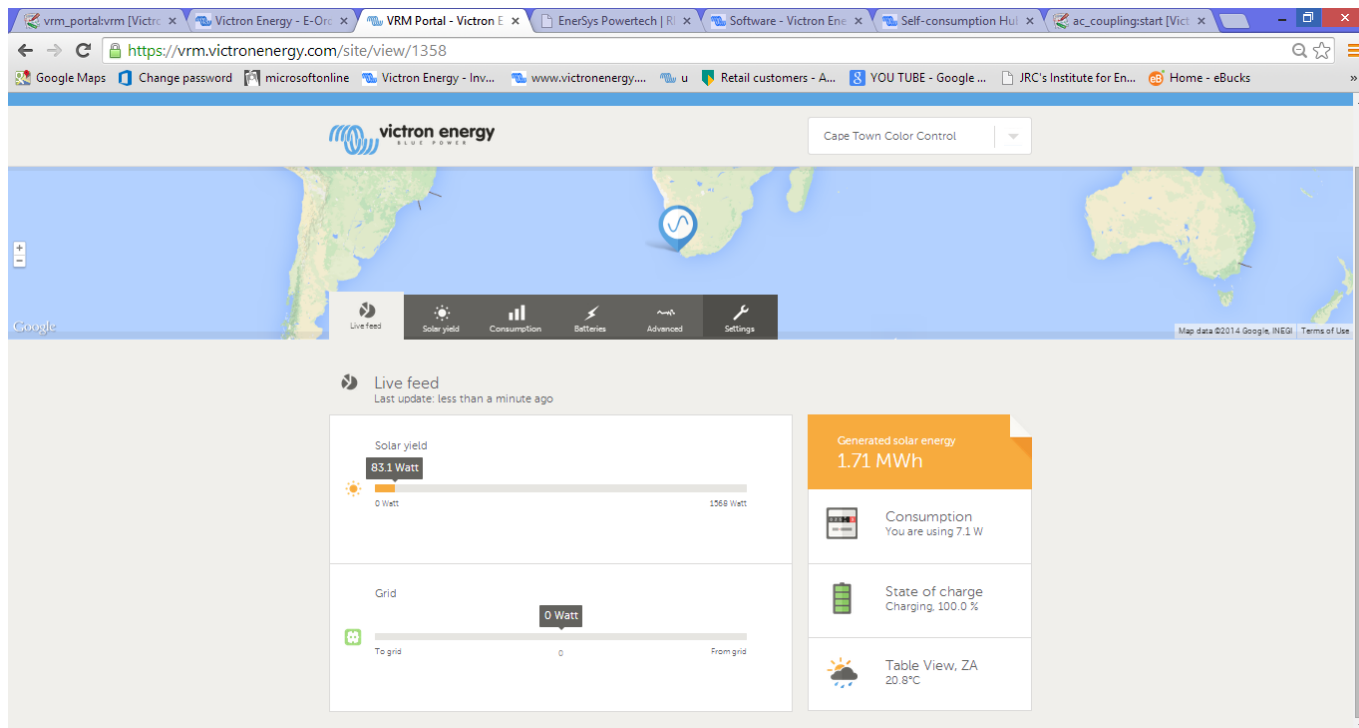 vrm_portal:vrm [Victro
Victron Energy - E-Orc
VRM Portal - Victron E
EnerSys Powertech | Rl
Software - Victron Ene
Self-consumption Hul
ac_coupling:start [Vict
https://vrm.victronenergy.com/site/view/1358
Google Maps
Change password
microsoftonline
Victron Energy - Inv...
www.victronenergy....
u
Retail customers - A...
YOU TUBE - Google ...
JRC's Institute for En...
Home - eBucks
»
victron energy
BLUE POWER
Cape Town Color Control
+
-
Google
Live feed
Solar yield
Consumption
Batteries
Advanced
Settings
Map data ©2014 Google, INEGI
Terms of Use
Live feed
Last update: less than a minute ago
Solar yield
83.1 Watt
0 Watt
1568 Watt
Generated solar energy
1.71 MWh
Consumption
You are using 7.1 W
Grid
0 Watt
To grid
0
From grid
State of charge
Charging, 100.0 %
Table View, ZA
20.8°C